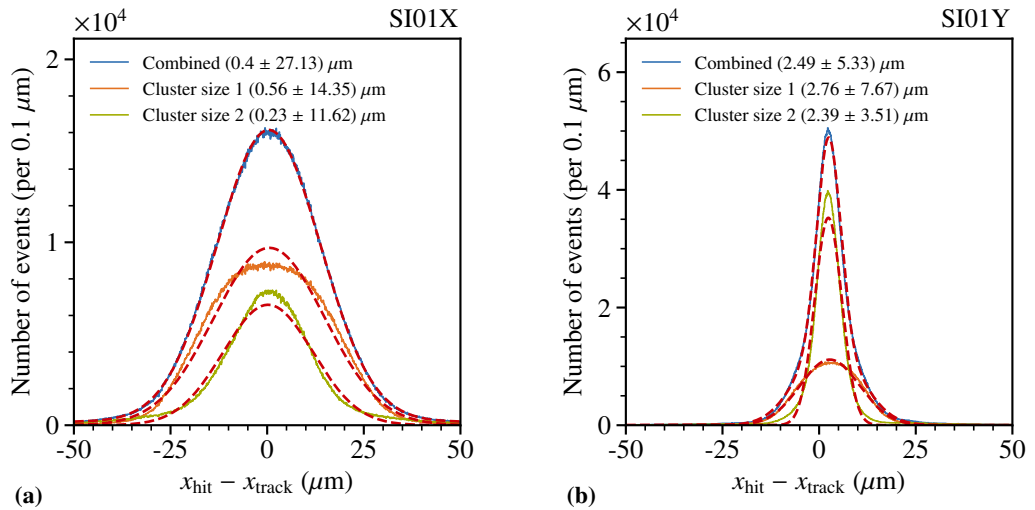 ×10⁴ SI01X
Combined (0.4 ± 27.13) μm
Cluster size 1 (0.56 ± 14.35) μm
Cluster size 2 (0.23 ± 11.62) μm
Number of events (per 0.1 μm)
2
1
0
-50 -25 0 25 50
x_hit − x_track (μm)
(a)
×10⁴ SI01Y
Combined (2.49 ± 5.33) μm
Cluster size 1 (2.76 ± 7.67) μm
Cluster size 2 (2.39 ± 3.51) μm
Number of events (per 0.1 μm)
6
4
2
0
-50 -25 0 25 50
x_hit − x_track (μm)
(b)